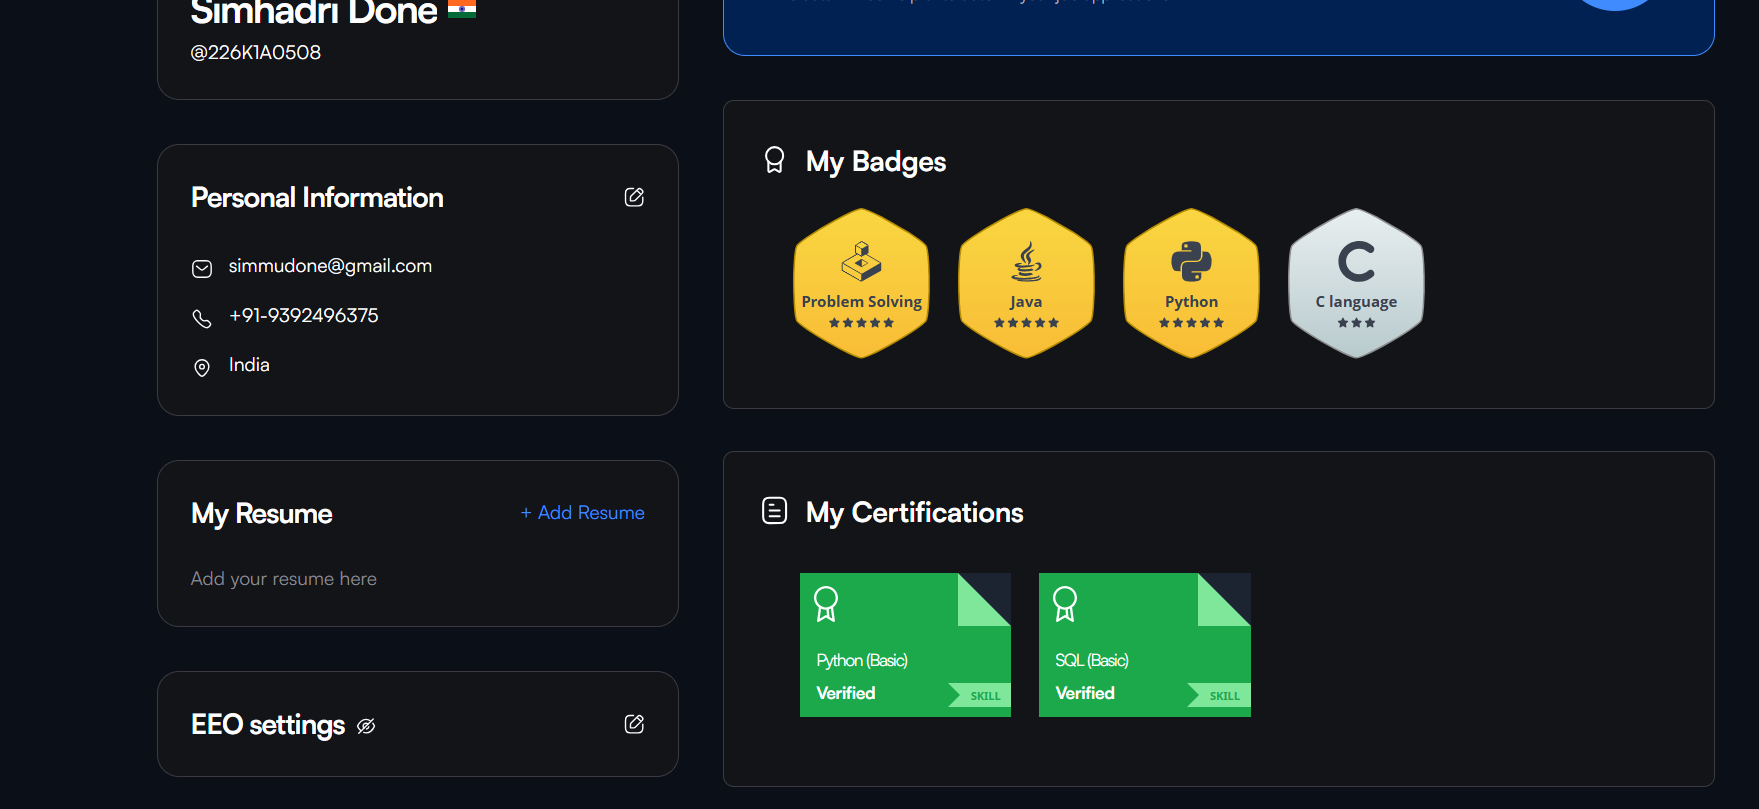 Simhadri Done
@226K1A0508
Personal Information
simmudone@gmail.com
+91-9392496375
India
My Resume
+ Add Resume
Add your resume here
EEO settings
My Badges
Problem Solving
Java
Python
C language
My Certifications
Python (Basic)
Verified
SKILL
SQL (Basic)
Verified
SKILL